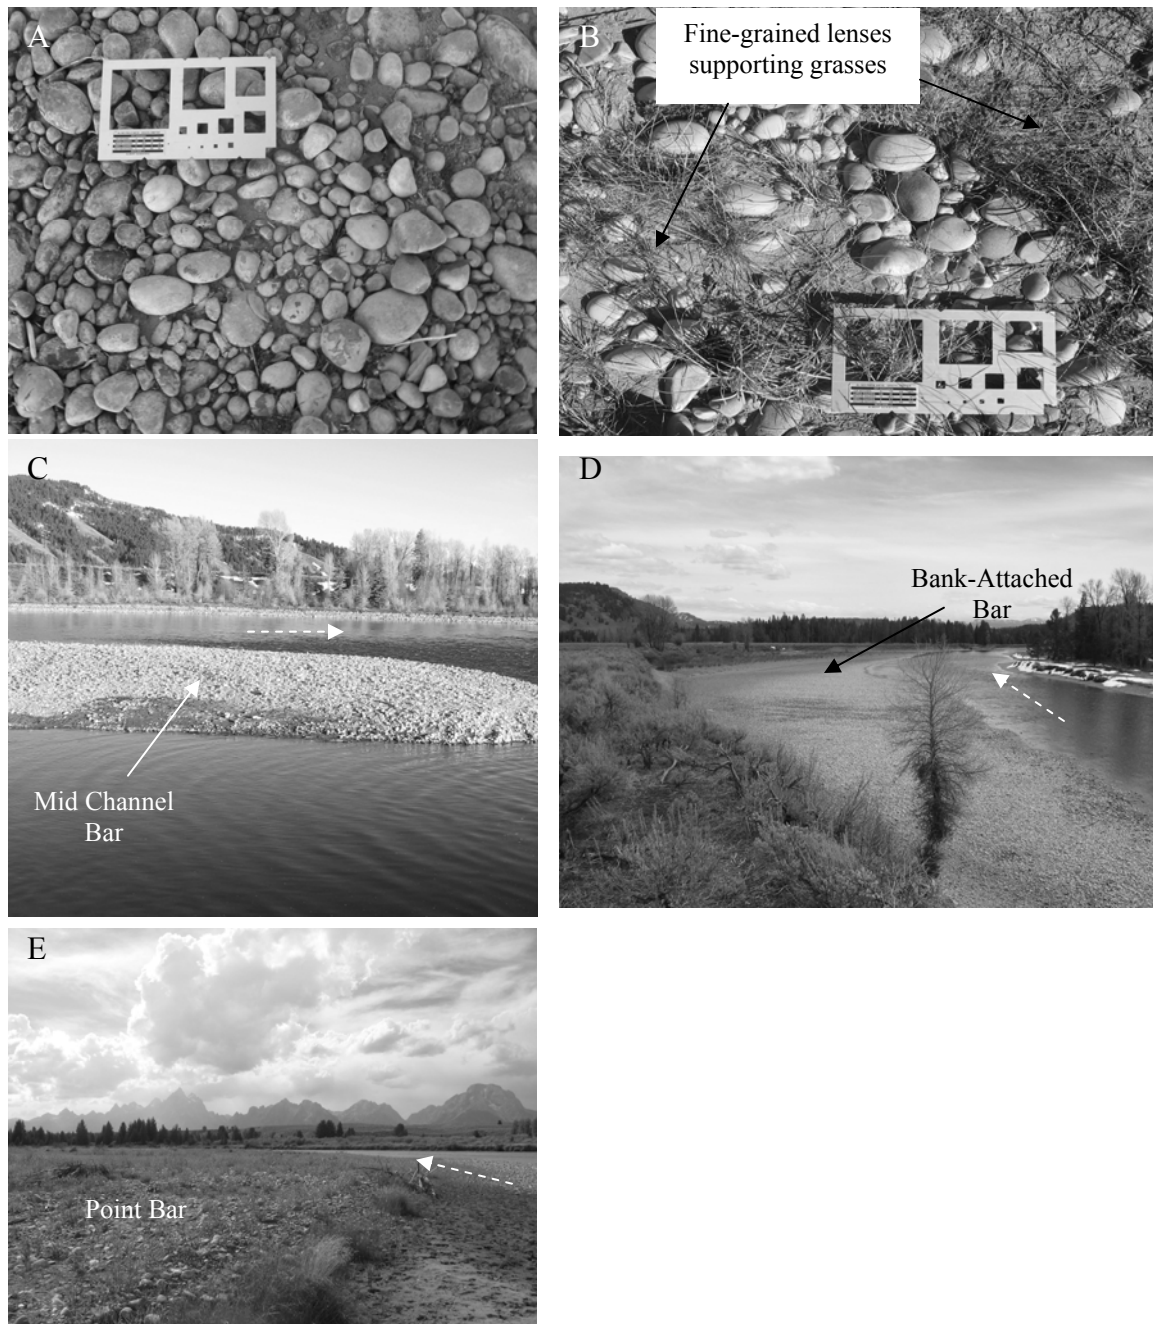 A
B
Fine-grained lenses
supporting grasses
C
Mid Channel
Bar
D
Bank-Attached
Bar
E
Point Bar